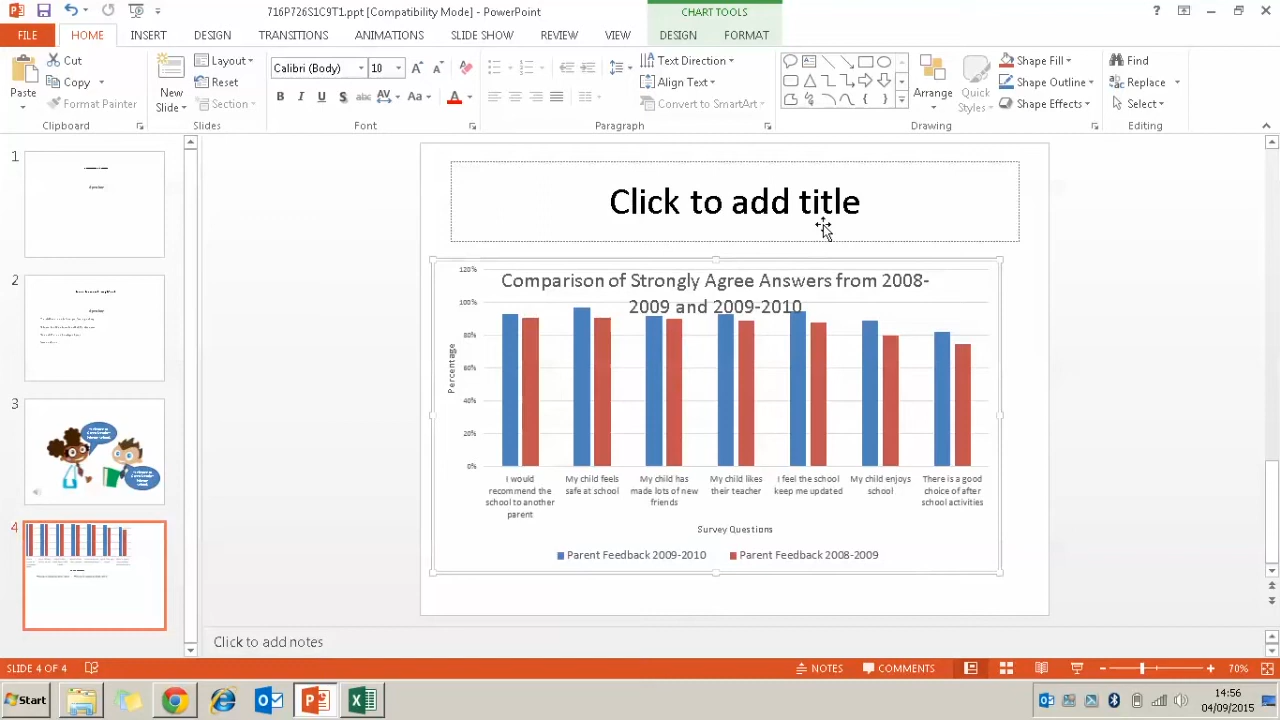 716P726S1C9T1.ppt [Compatibility Mode] - PowerPoint
CHART TOOLS
FILE HOME INSERT DESIGN TRANSITIONS ANIMATIONS SLIDE SHOW REVIEW VIEW DESIGN FORMAT
Cut
Copy
Format Painter
Paste
Clipboard
New
Slide
Layout
Reset
Section
Slides
Calibri (Body) 10
Font
Text Direction
Align Text
Convert to SmartArt
Paragraph
Arrange
Quick
Styles
Shape Fill
Shape Outline
Shape Effects
Drawing
Find
Replace
Select
Editing
1
2
3
4
Click to add title
Comparison of Strongly Agree Answers from 2008-
2009 and 2009-2010
120%
100%
80%
60%
40%
20%
0%
Percentage
I would
recommend the
school to another
parent
My child feels
safe at school
My child has
made lots of new
friends
My child likes
their teacher
I feel the school
keep me updated
My child enjoys
school
There is a good
choice of after
school activities
Survey Questions
Parent Feedback 2009-2010 Parent Feedback 2008-2009
Click to add notes
SLIDE 4 OF 4 NOTES COMMENTS 70%
Start
14:56
04/09/2015